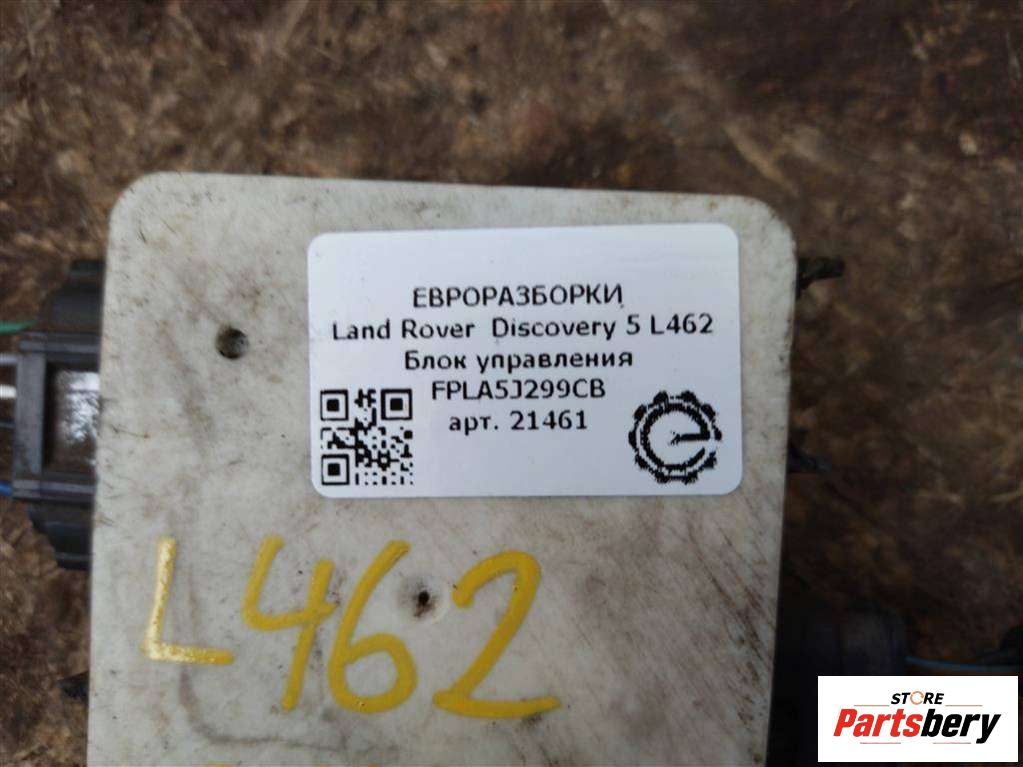 ЕВРОРАЗБОРКИ
Land Rover Discovery 5 L462
Блок управления
FPLA5J299CB
арт. 21461
L462
STORE
Partsbery